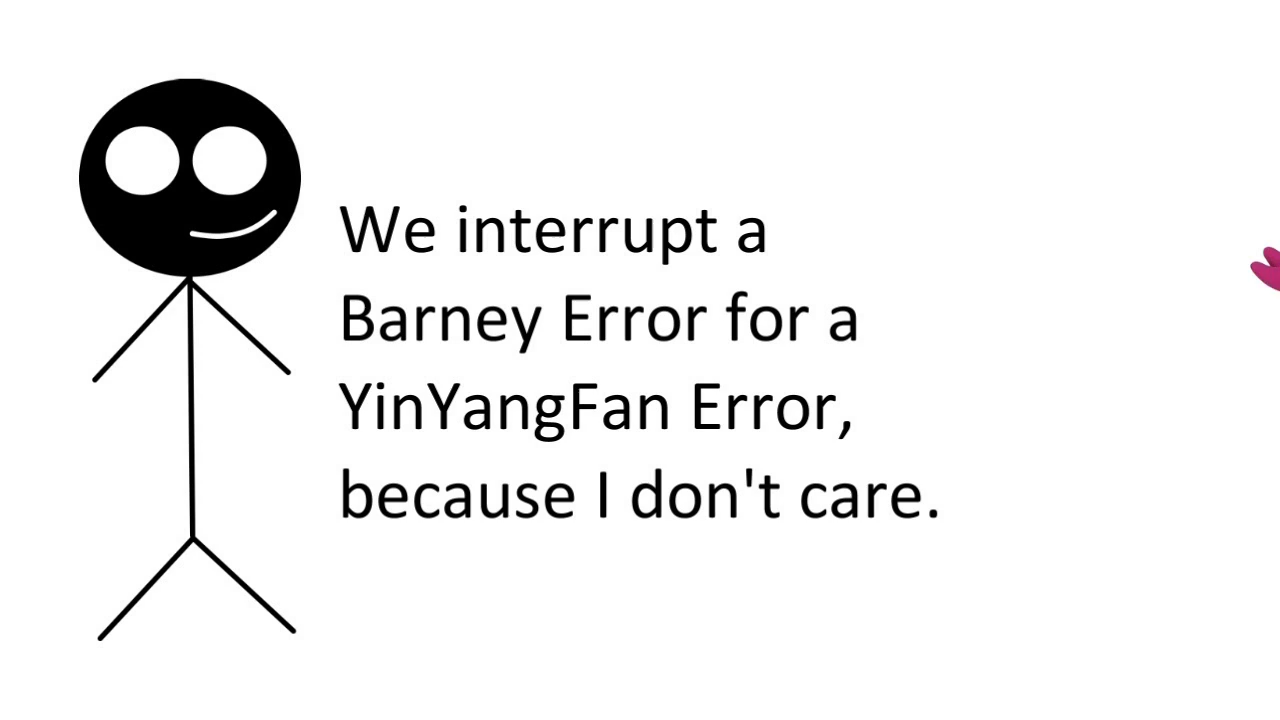 We interrupt a
Barney Error for a
YinYangFan Error,
because I don't care.